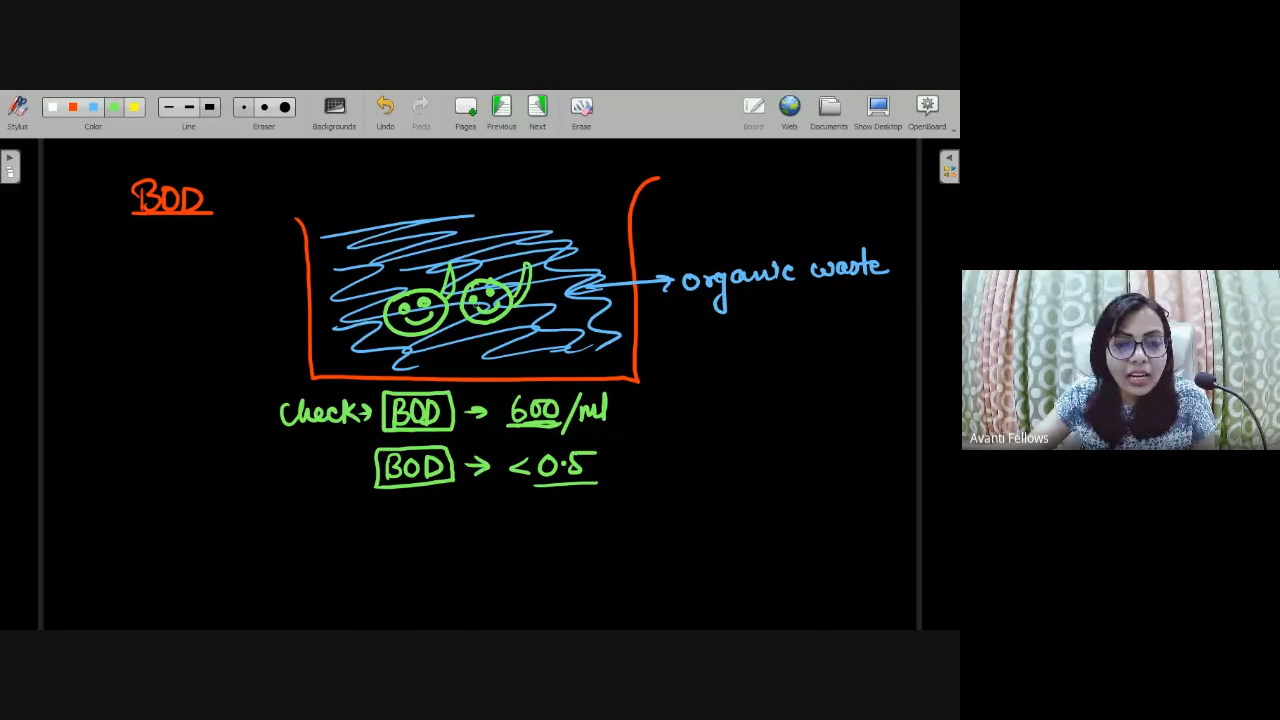 Stylus
Color
Line
Eraser
Backgrounds
Undo
Redo
Pages
Previous
Next
Erase
Board
Web
Documents
Show Desktop
OpenBoard
BOD
organic waste
check→ BOD → 600/ml
BOD → < 0.5
Avanti Fellows